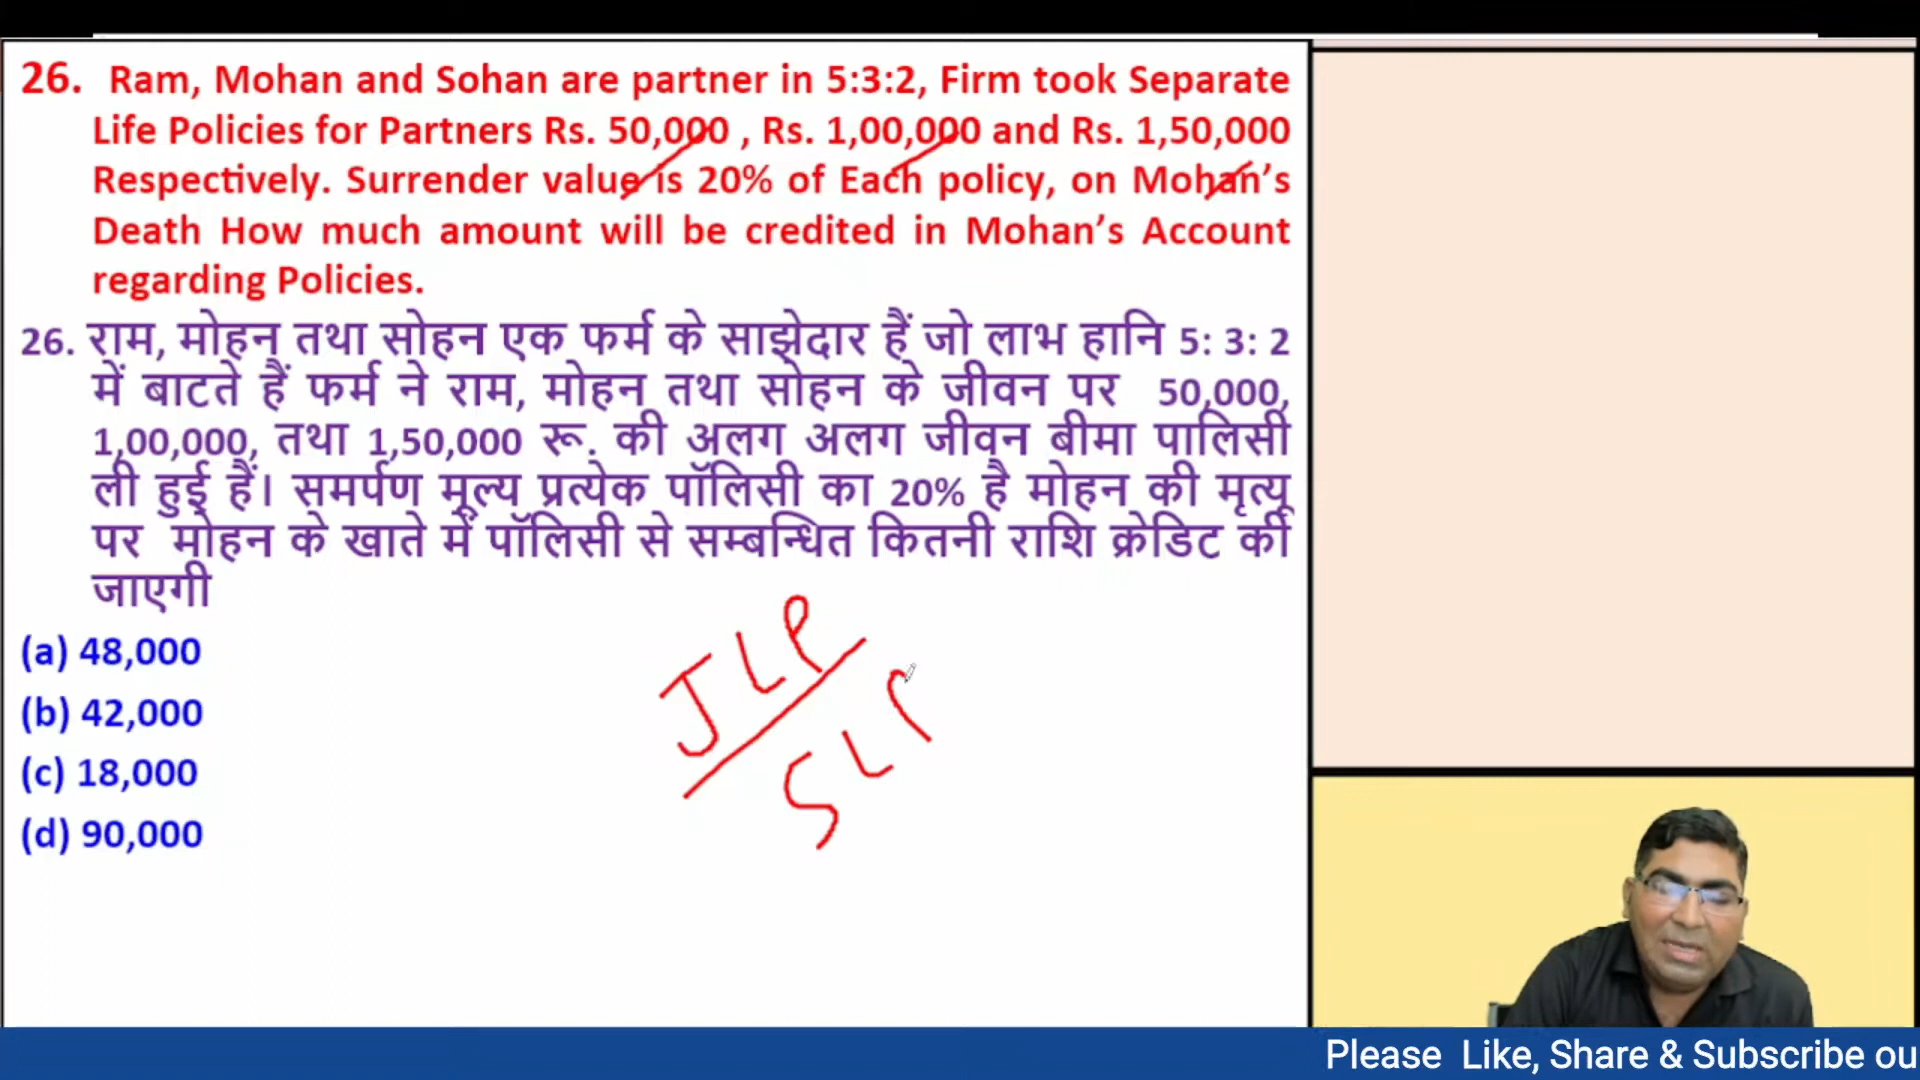 26. Ram, Mohan and Sohan are partner in 5:3:2, Firm took Separate
Life Policies for Partners Rs. 50,000 , Rs. 1,00,000 and Rs. 1,50,000
Respectively. Surrender value is 20% of Each policy, on Mohan’s
Death How much amount will be credited in Mohan’s Account
regarding Policies.
26. राम, मोहन तथा सोहन एक फर्म के साझेदार हैं जो लाभ हानि 5: 3: 2
में बाटते हैं फर्म ने राम, मोहन तथा सोहन के जीवन पर 50,000,
1,00,000, तथा 1,50,000 रू. की अलग अलग जीवन बीमा पालिसी
ली हुई हैं। समर्पण मूल्य प्रत्येक पॉलिसी का 20% है मोहन की मृत्यू
पर मोहन के खाते में पॉलिसी से सम्बन्धित कितनी राशि क्रेडिट की
जाएगी
(a) 48,000
(b) 42,000
(c) 18,000
(d) 90,000
JLP
SLP
Please Like, Share & Subscribe ou